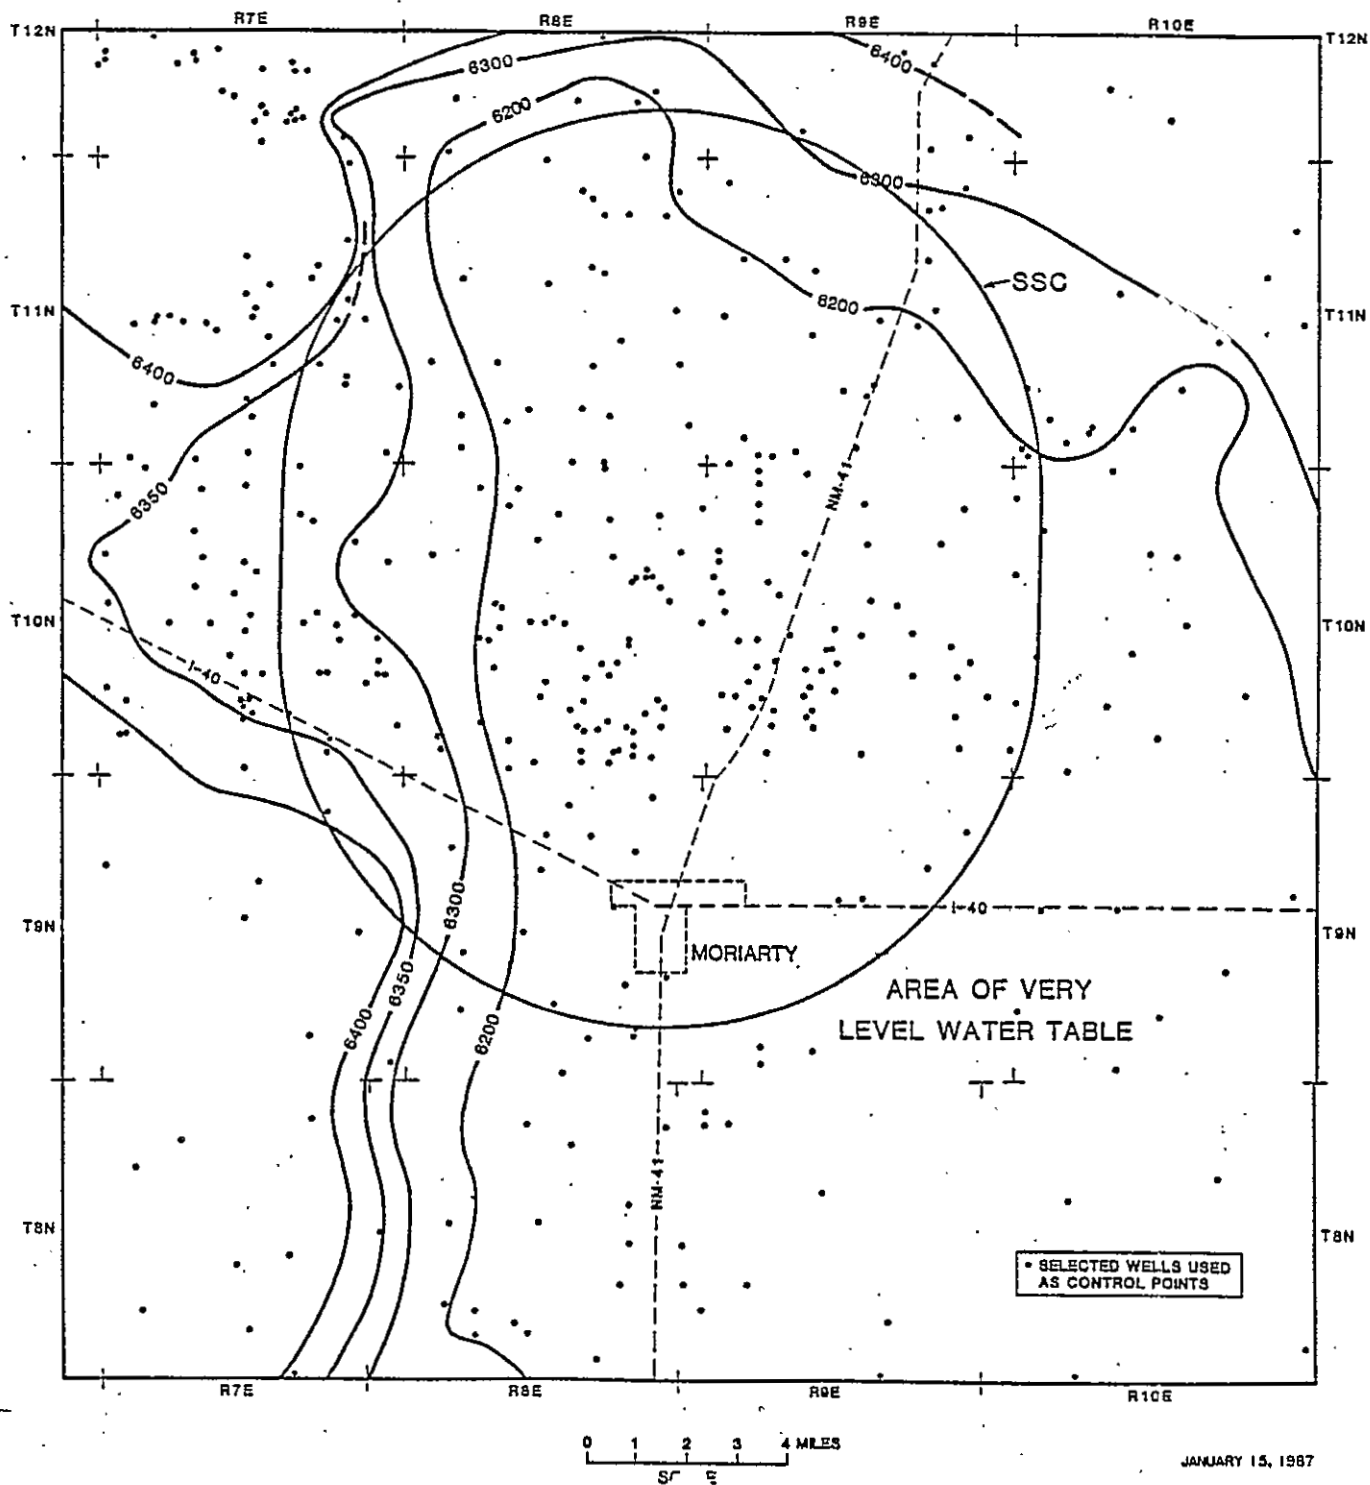 R7E R8E R9E R10E
T12N T12N
6300 6400
6200
6300
SSC
T11N 6200 T11N
6400
NM-41
6350
T10N T10N
I-40
6300
I-40
T9N T9N
MORIARTY
6350
AREA OF VERY
6400 6200
LEVEL WATER TABLE
NM-41
T8N T8N
• SELECTED WELLS USED
AS CONTROL POINTS
R7E R8E R9E R10E
0 1 2 3 4 MILES
JANUARY 15, 1987